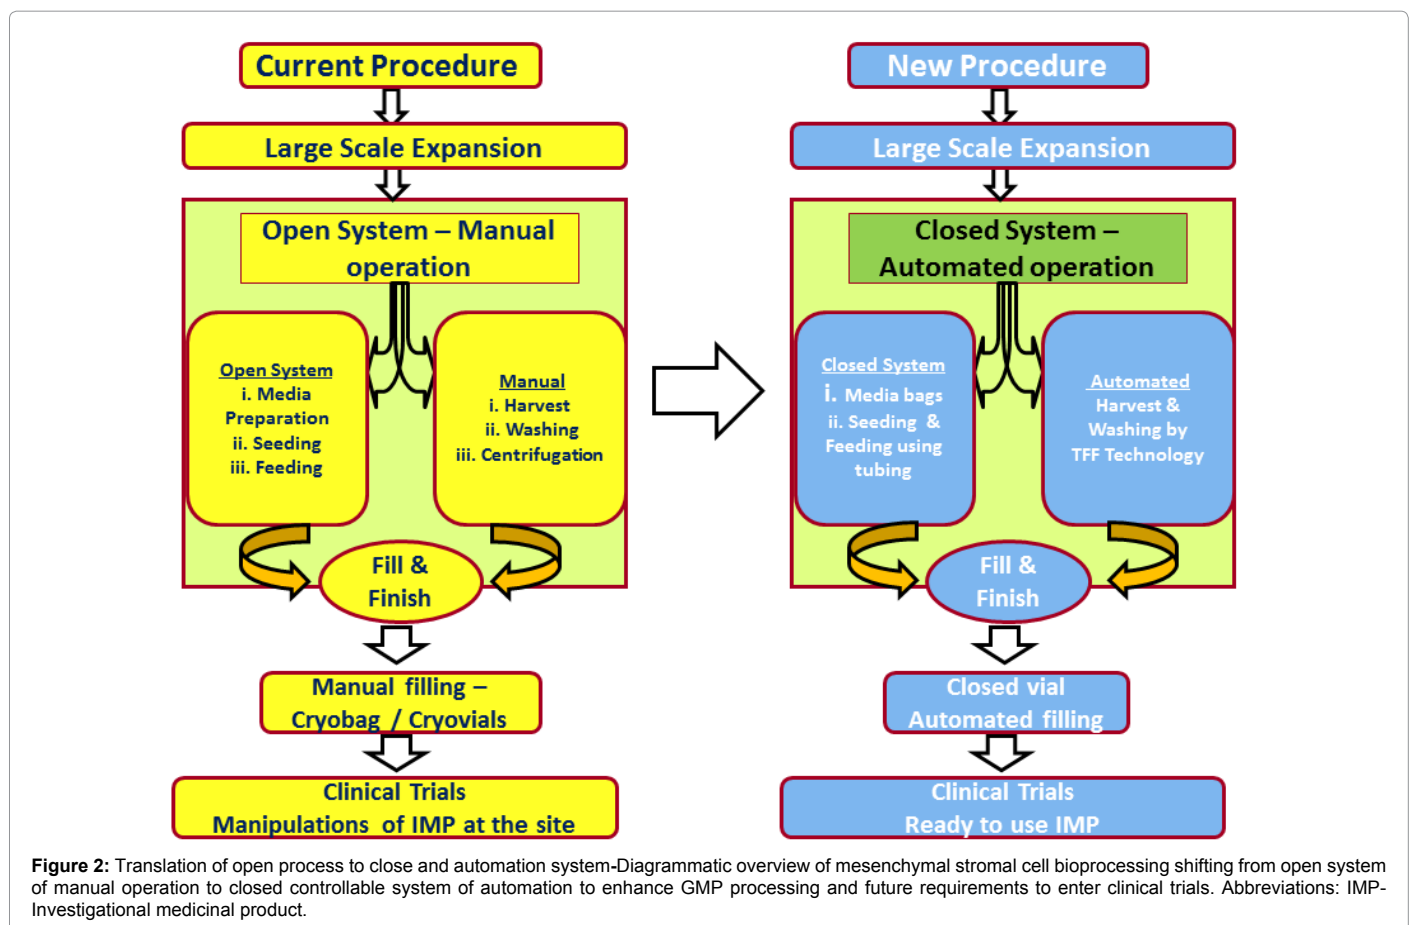 Current Procedure
Large Scale Expansion
Open System – Manual
operation
Open System
i. Media
Preparation
ii. Seeding
iii. Feeding
Manual
i. Harvest
ii. Washing
iii. Centrifugation
Fill &
Finish
Manual filling –
Cryobag / Cryovials
Clinical Trials
Manipulations of IMP at the site
New Procedure
Large Scale Expansion
Closed System –
Automated operation
Closed System
i. Media bags
ii. Seeding &
Feeding using
tubing
Automated
Harvest &
Washing by
TFF Technology
Fill &
Finish
Closed vial
Automated filling
Clinical Trials
Ready to use IMP
Figure 2: Translation of open process to close and automation system-Diagrammatic overview of mesenchymal stromal cell bioprocessing shifting from open system
of manual operation to closed controllable system of automation to enhance GMP processing and future requirements to enter clinical trials. Abbreviations: IMP-
Investigational medicinal product.